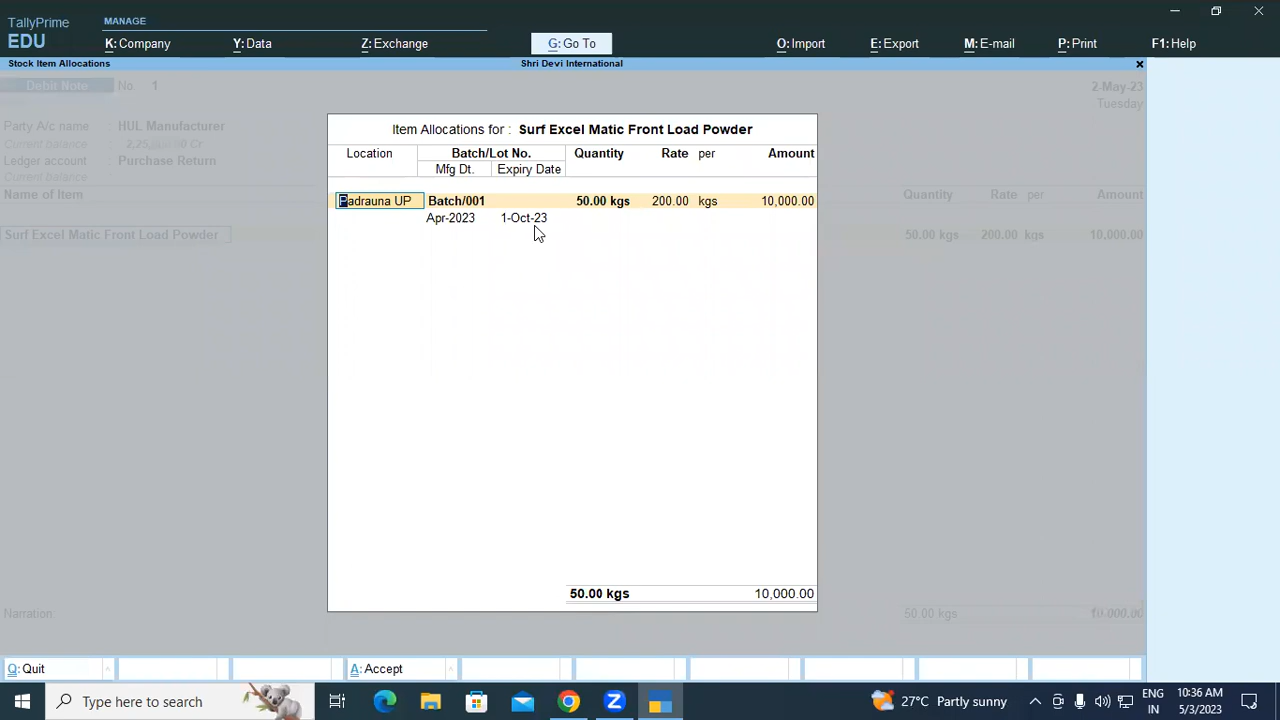 TallyPrime
EDU
MANAGE
K: Company Y: Data Z: Exchange G: Go To O: Import E: Export M: E-mail P: Print F1: Help
Stock Item Allocations Shri Devi International
Debit Note No. 1 2-May-23
Tuesday
Party A/c name : HUL Manufacturer
Current balance :
Ledger account : Purchase Return
Current balance :
Name of Item Quantity Rate per Amount
Surf Excel Matic Front Load Powder 50.00 kgs 200.00 kgs 10,000.00
Item Allocations for : Surf Excel Matic Front Load Powder
Location Batch/Lot No. Quantity Rate per Amount
Mfg Dt. Expiry Date
Padrauna UP Batch/001 50.00 kgs 200.00 kgs 10,000.00
Apr-2023 1-Oct-23
50.00 kgs 10,000.00
Narration 50.00 kgs 10,000.00
Q: Quit A: Accept
Type here to search 27°C Partly sunny ENG IN 10:36 AM 5/3/2023